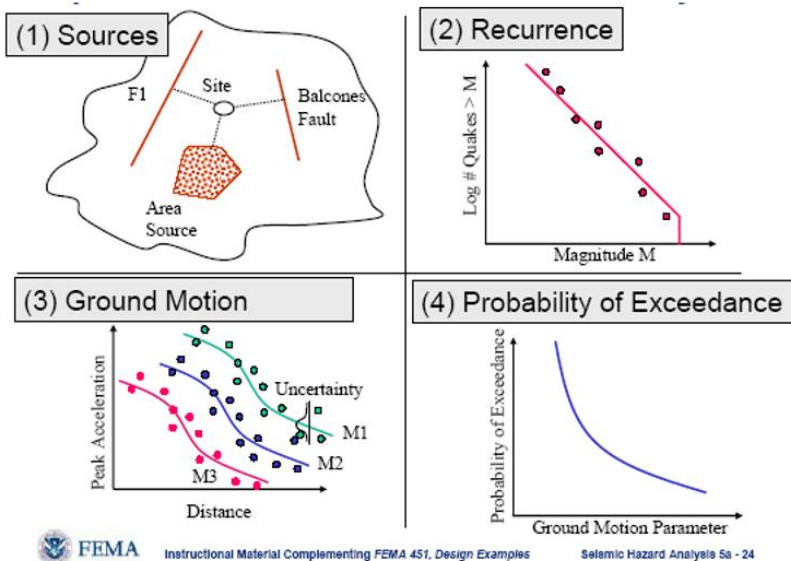 (1) Sources
F1
Site
Balcones
Fault
Area
Source
(2) Recurrence
Log # Quakes > M
Magnitude M
(3) Ground Motion
Peak Acceleration
Uncertainty
M1
M2
M3
Distance
(4) Probability of Exceedance
Probability of Exceedance
Ground Motion Parameter
FEMA
Instructional Material Complementing FEMA 451, Design Examples
Seismic Hazard Analysis 5a - 24